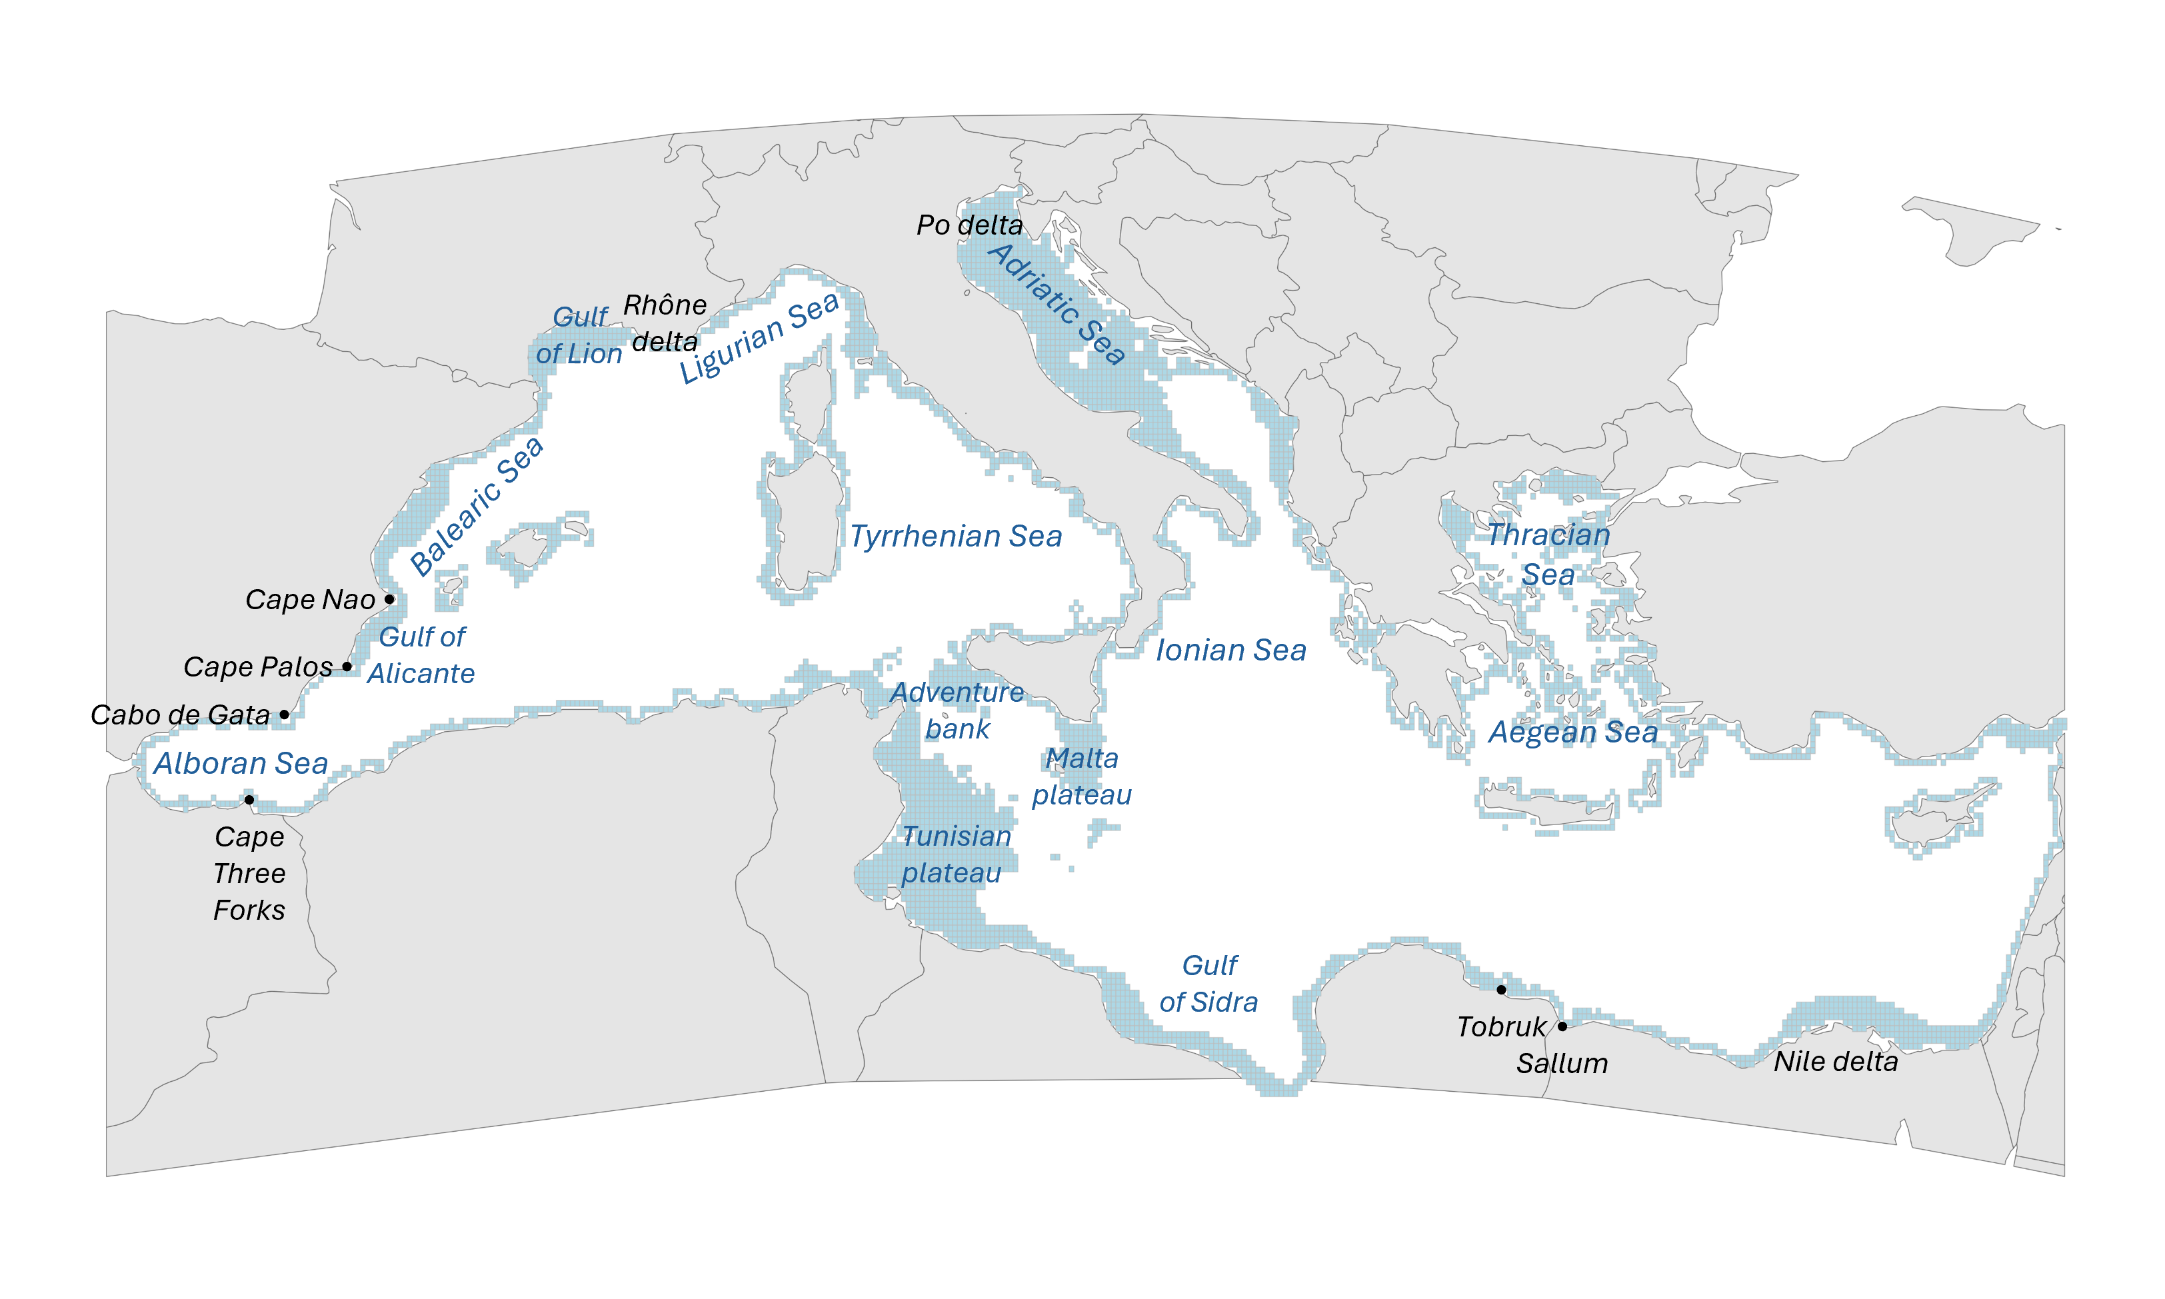 Po delta
Adriatic Sea
Gulf
of Lion
Rhône
delta
Ligurian Sea
Balearic Sea
Tyrrhenian Sea
Thracian
Sea
Cape Nao
Gulf of
Alicante
Cape Palos
Ionian Sea
Cabo de Gata
Adventure
bank
Aegean Sea
Alboran Sea
Malta
plateau
Cape
Three
Forks
Tunisian
plateau
Gulf
of Sidra
Tobruk
Sallum
Nile delta